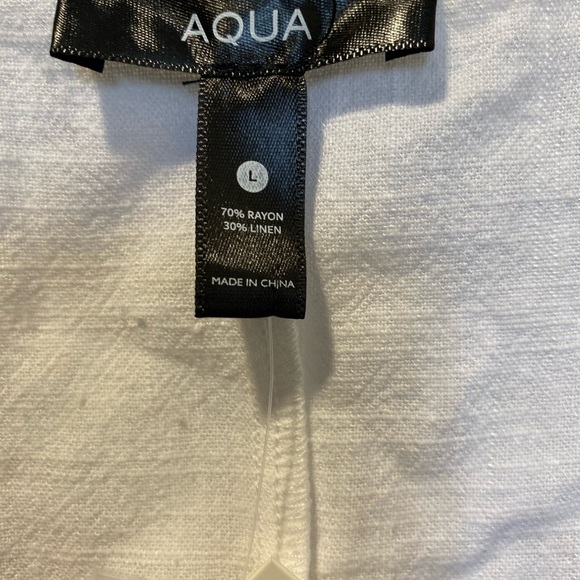 AQUA
L
70% RAYON
30% LINEN
MADE IN CHINA